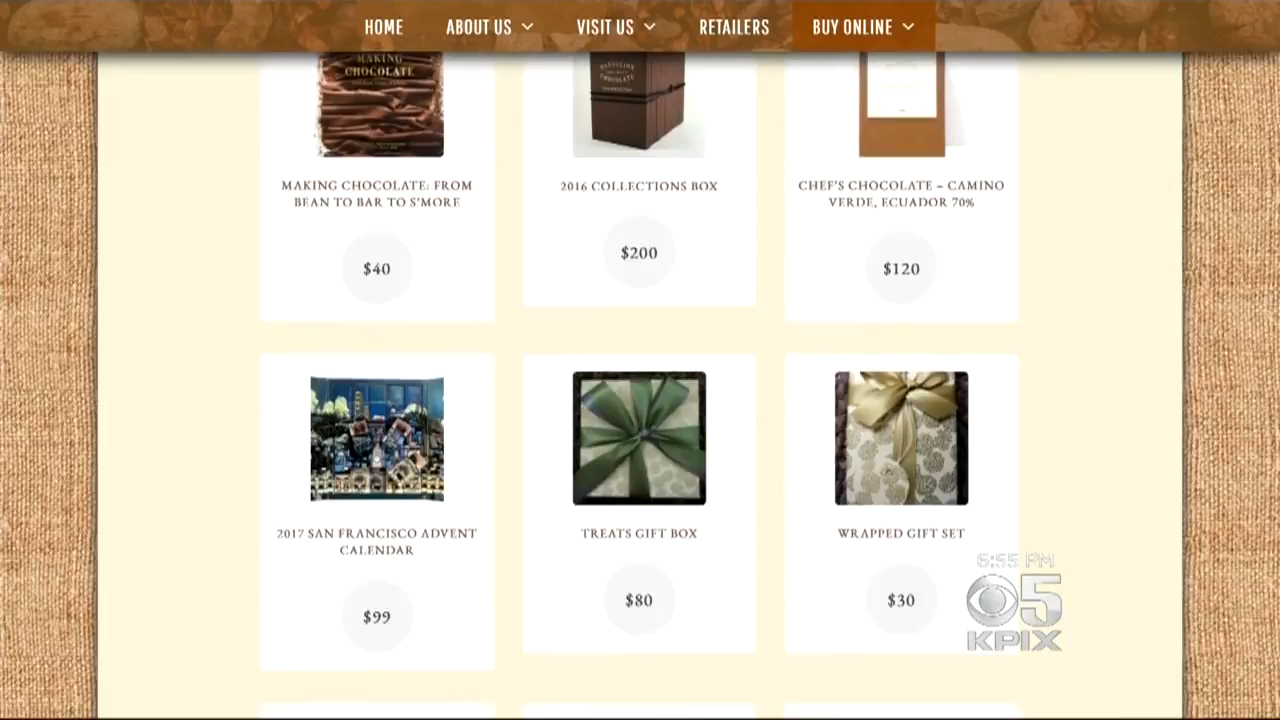 HOME ABOUT US VISIT US RETAILERS BUY ONLINE
MAKING
CHOCOLATE
DANDELION
CHOCOLATE
MAKING CHOCOLATE: FROM
BEAN TO BAR TO S'MORE
$40
2016 COLLECTIONS BOX
$200
CHEF'S CHOCOLATE – CAMINO
VERDE, ECUADOR 70%
$120
2017 SAN FRANCISCO ADVENT
CALENDAR
$99
TREATS GIFT BOX
$80
WRAPPED GIFT SET
$30
6:55 PM
5
KPIX